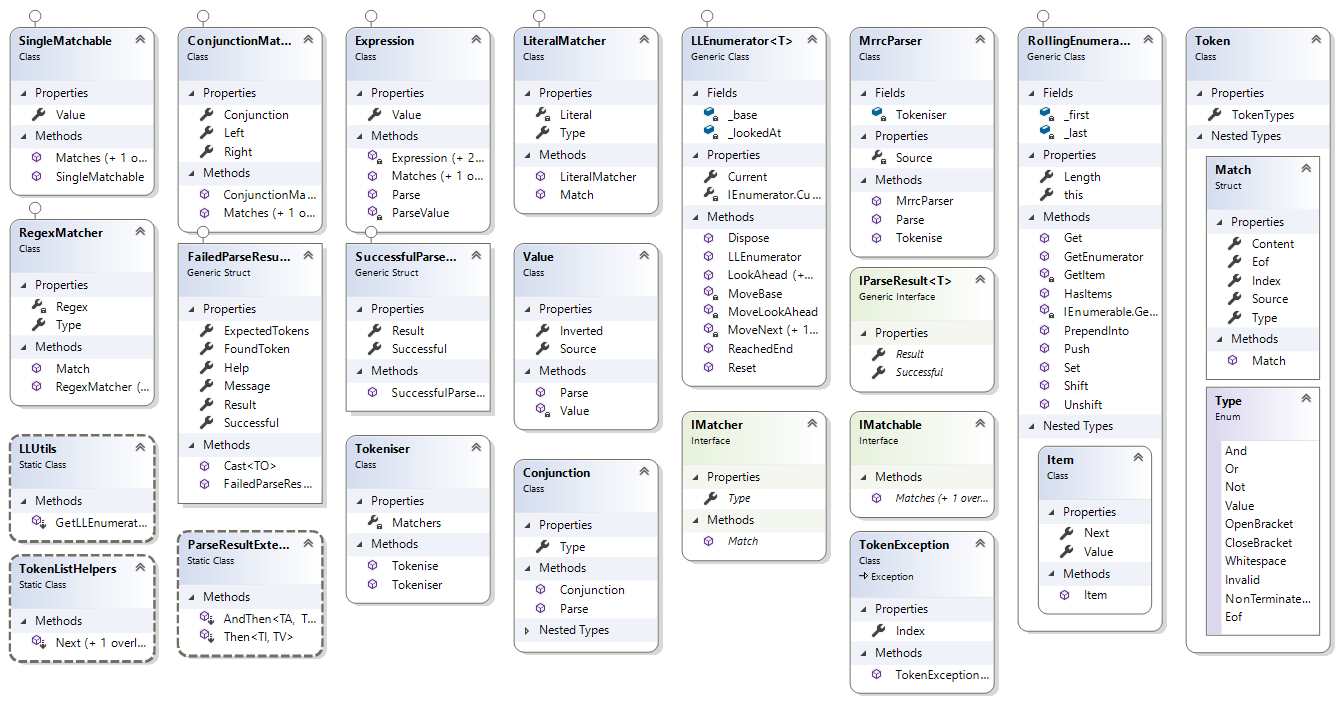 SingleMatchable
Class
Properties
Value
Methods
Matches (+ 1 o...
SingleMatchable
RegexMatcher
Class
Properties
Regex
Type
Methods
Match
RegexMatcher (...
LLUtils
Static Class
Methods
GetLLEnumerat...
TokenListHelpers
Static Class
Methods
Next (+ 1 overl...
ConjunctionMat...
Class
Properties
Conjunction
Left
Right
Methods
ConjunctionMa...
Matches (+ 1 o...
FailedParseResu...
Generic Struct
Properties
ExpectedTokens
FoundToken
Help
Message
Result
Successful
Methods
Cast<TO>
FailedParseRes...
ParseResultExte...
Static Class
Methods
AndThen<TA, T...
Then<TI, TV>
Expression
Class
Properties
Value
Methods
Expression (+ 2...
Matches (+ 1 o...
Parse
ParseValue
SuccessfulParse...
Generic Struct
Properties
Result
Successful
Methods
SuccessfulParse...
Tokeniser
Class
Properties
Matchers
Methods
Tokenise
Tokeniser
LiteralMatcher
Class
Properties
Literal
Type
Methods
LiteralMatcher
Match
Value
Class
Properties
Inverted
Source
Methods
Parse
Value
Conjunction
Class
Properties
Type
Methods
Conjunction
Parse
Nested Types
LLEnumerator<T>
Generic Class
Fields
_base
_lookedAt
Properties
Current
IEnumerator.Cu...
Methods
Dispose
LLEnumerator
LookAhead (+...
MoveBase
MoveLookAhead
MoveNext (+ 1...
ReachedEnd
Reset
IMatcher
Interface
Properties
Type
Methods
Match
MrrcParser
Class
Fields
Tokeniser
Properties
Source
Methods
MrrcParser
Parse
Tokenise
IParseResult<T>
Generic Interface
Properties
Result
Successful
IMatchable
Interface
Methods
Matches (+ 1 over...
TokenException
Class
Exception
Properties
Index
Methods
TokenException...
RollingEnumera...
Generic Class
Fields
_first
_last
Properties
Length
this
Methods
Get
GetEnumerator
GetItem
HasItems
IEnumerable.Ge...
PrependInto
Push
Set
Shift
Unshift
Nested Types
Item
Class
Properties
Next
Value
Methods
Item
Token
Class
Properties
TokenTypes
Nested Types
Match
Struct
Properties
Content
Eof
Index
Source
Type
Methods
Match
Type
Enum
And
Or
Not
Value
OpenBracket
CloseBracket
Whitespace
Invalid
NonTerminate...
Eof